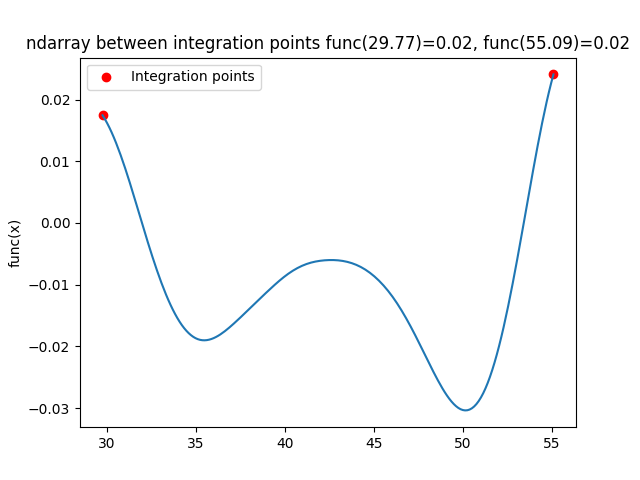 ndarray between integration points func(29.77)=0.02, func(55.09)=0.02
Integration points
func(x)
0.02
0.01
0.00
−0.01
−0.02
−0.03
30 35 40 45 50 55